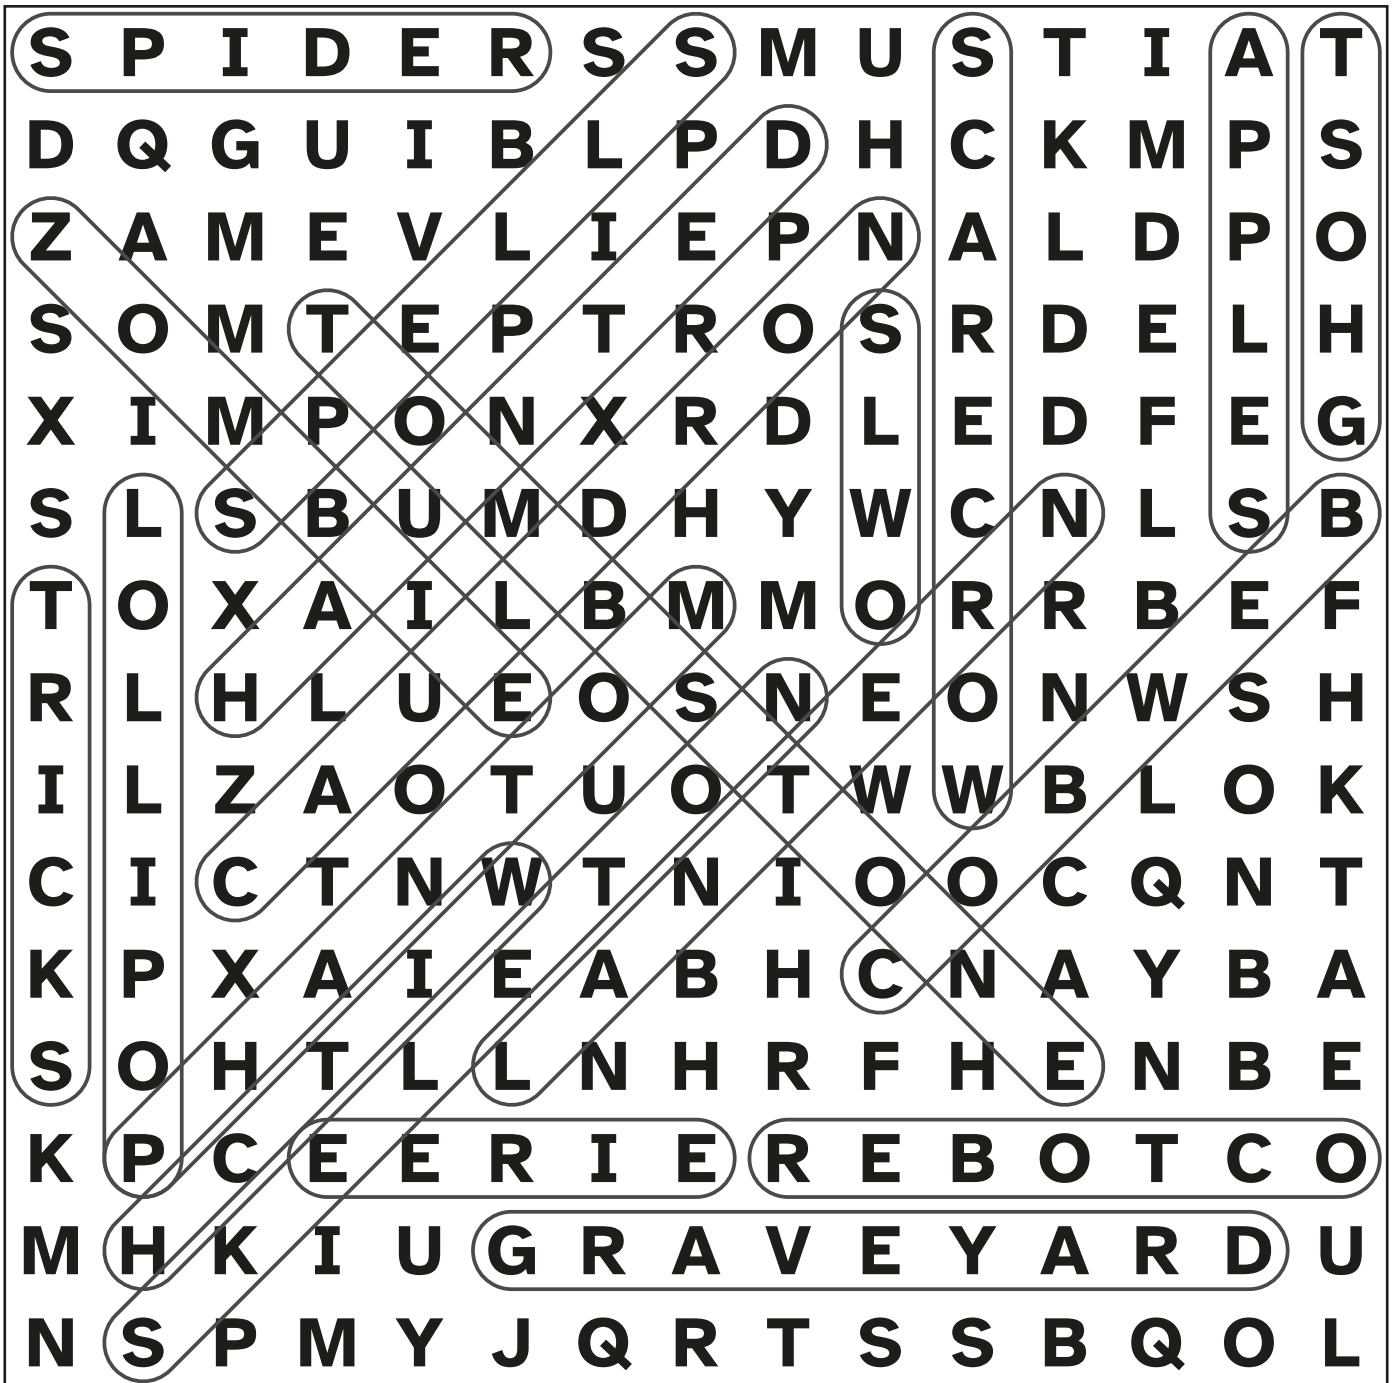 S P I D E R S S M U S T I A T
D Q G U I B L P D H C K M P S
Z A M E V L I E P N A L D P O
S O M T E P T R O S R D E L H
X I M P O N X R D L E D F E G
S L S B U M D H Y W C N L S B
T O X A I L B M M O R R B E F
R L H L U E O S N E O N W S H
I L Z A O T U O T W W B L O K
C I C T N W T N I O O C Q N T
K P X A I E A B H C N A Y B A
S O H T L L N H R F H E N B E
K P C E E R I E R E B O T C O
M H K I U G R A V E Y A R D U
N S P M Y J Q R T S S B Q O L